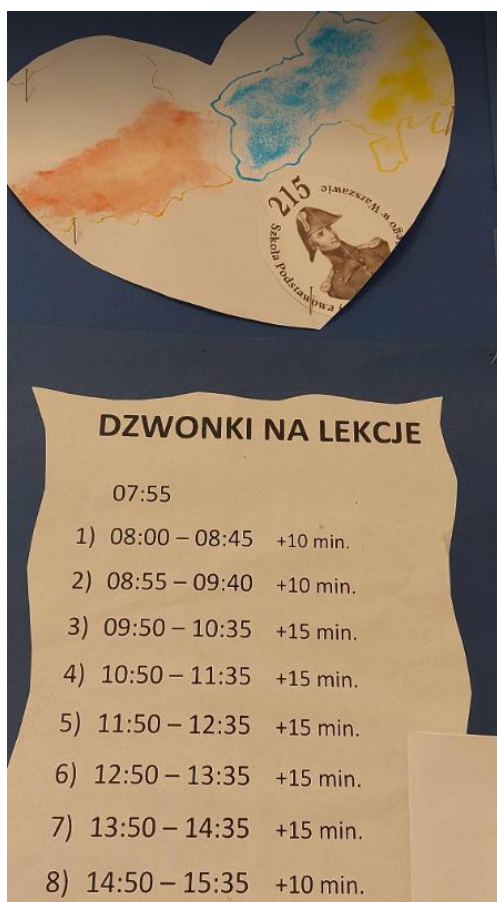 215
Szkoła Podstawowa
w Warszawie
DZWONKI NA LEKCJE
07:55
1) 08:00 – 08:45 +10 min.
2) 08:55 – 09:40 +10 min.
3) 09:50 – 10:35 +15 min.
4) 10:50 – 11:35 +15 min.
5) 11:50 – 12:35 +15 min.
6) 12:50 – 13:35 +15 min.
7) 13:50 – 14:35 +15 min.
8) 14:50 – 15:35 +10 min.